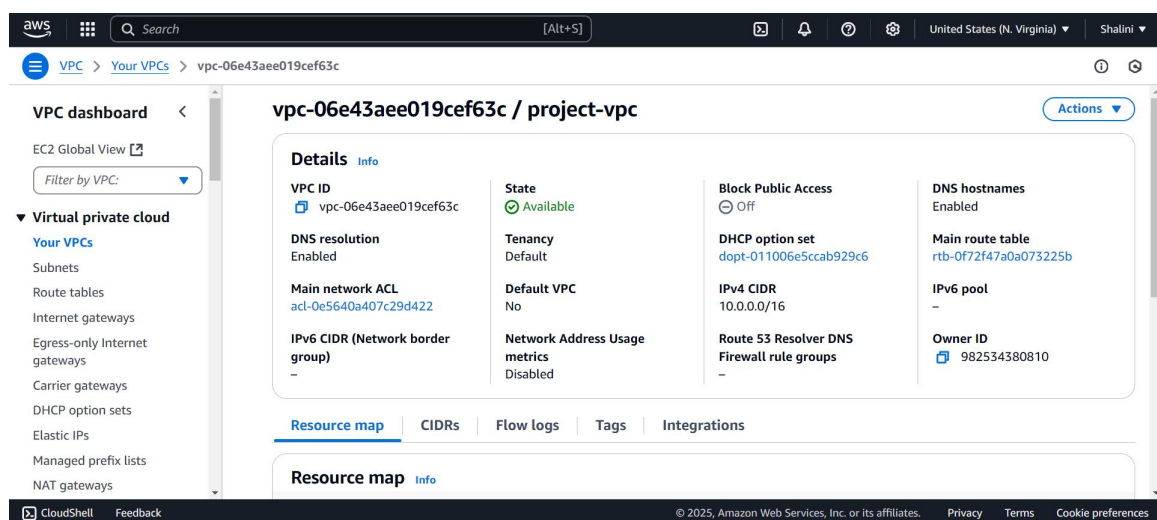 aws
Search
[Alt+S]
United States (N. Virginia)
Shalini
VPC > Your VPCs > vpc-06e43aee019cef63c
VPC dashboard
EC2 Global View
Filter by VPC:
Virtual private cloud
Your VPCs
Subnets
Route tables
Internet gateways
Egress-only Internet
gateways
Carrier gateways
DHCP option sets
Elastic IPs
Managed prefix lists
NAT gateways
vpc-06e43aee019cef63c / project-vpc
Actions
Details Info
VPC ID
vpc-06e43aee019cef63c
State
Available
Block Public Access
Off
DNS hostnames
Enabled
DNS resolution
Enabled
Tenancy
Default
DHCP option set
dopt-011006e5ccab929c6
Main route table
rtb-0f72f47a0a073225b
Main network ACL
acl-0e5640a407c29d422
Default VPC
No
IPv4 CIDR
10.0.0.0/16
IPv6 pool
–
IPv6 CIDR (Network border
group)
–
Network Address Usage
metrics
Disabled
Route 53 Resolver DNS
Firewall rule groups
–
Owner ID
982534380810
Resource map
CIDRs
Flow logs
Tags
Integrations
Resource map Info
CloudShell
Feedback
© 2025, Amazon Web Services, Inc. or its affiliates.
Privacy
Terms
Cookie preferences